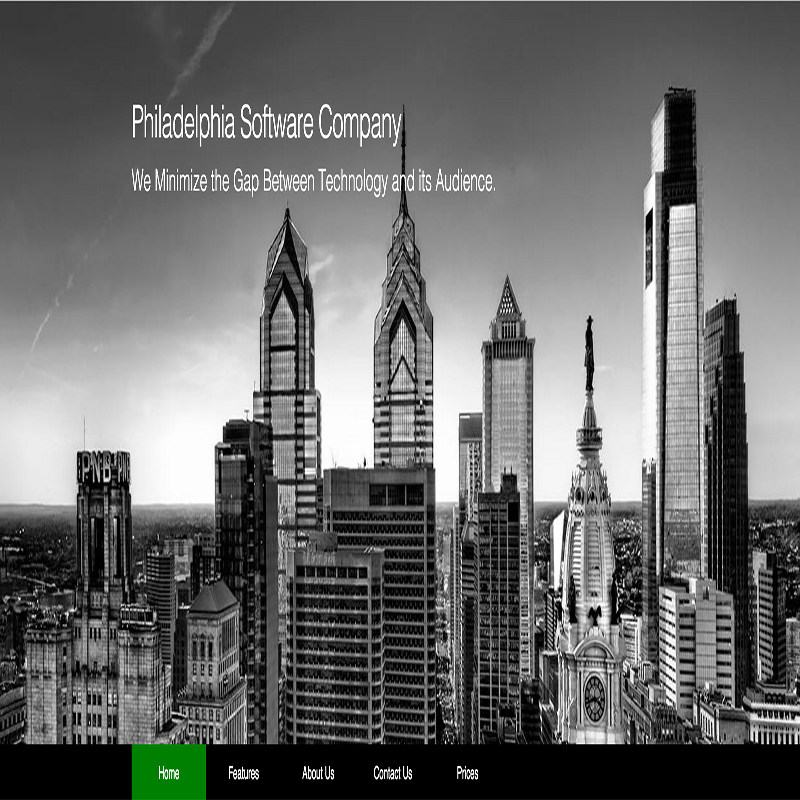 Philadelphia Software Company
We Minimize the Gap Between Technology and its Audience.
PNB
Home Features About Us Contact Us Prices